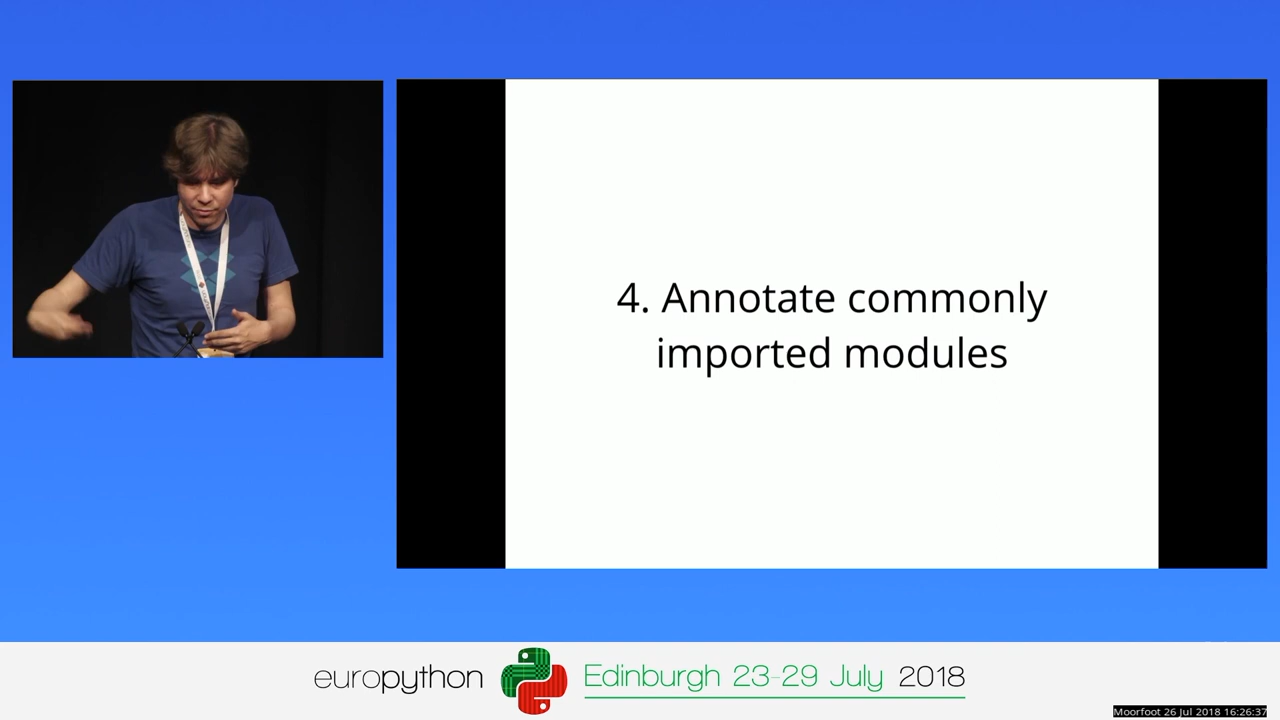 4. Annotate commonly
imported modules
europython
Edinburgh 23-29 July 2018
Moorfoot 26 Jul 2018 16:26:37